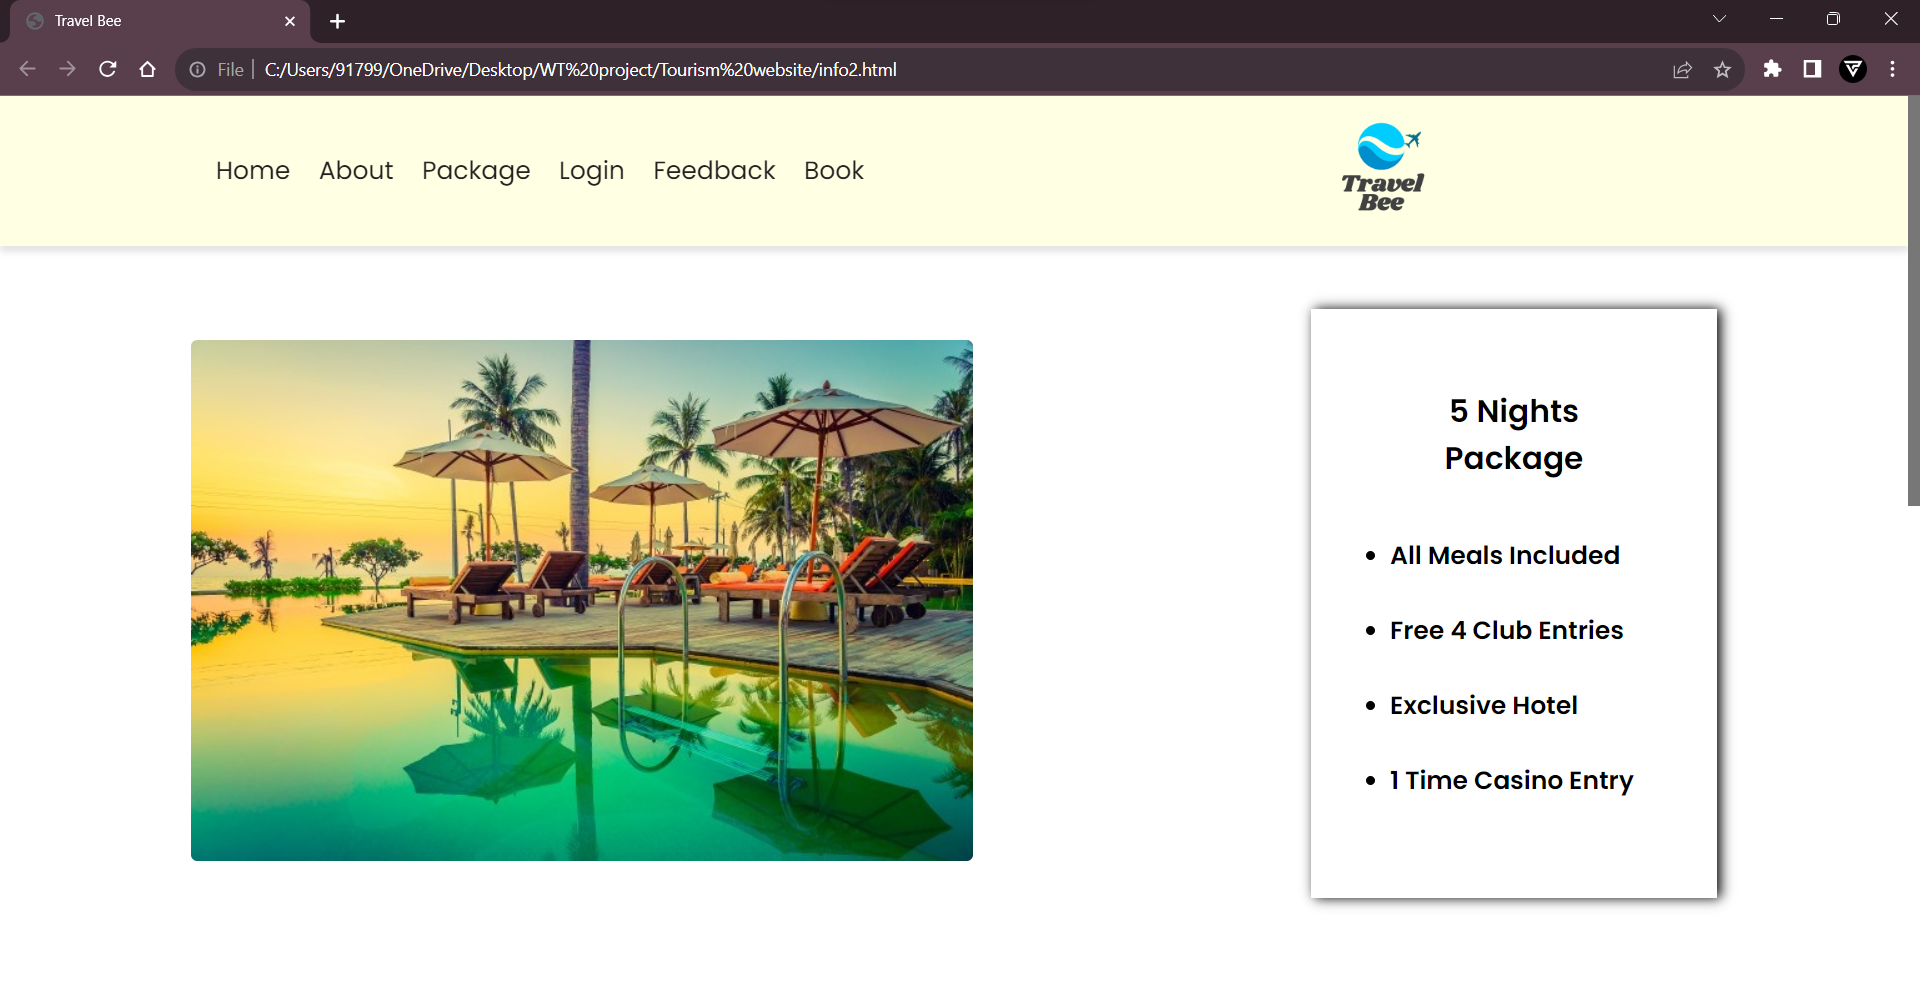 Travel Bee
File
C:/Users/91799/OneDrive/Desktop/WT%20project/Tourism%20website/info2.html
Home About Package Login Feedback Book
Travel
Bee
5 Nights
Package
All Meals Included
Free 4 Club Entries
Exclusive Hotel
1 Time Casino Entry